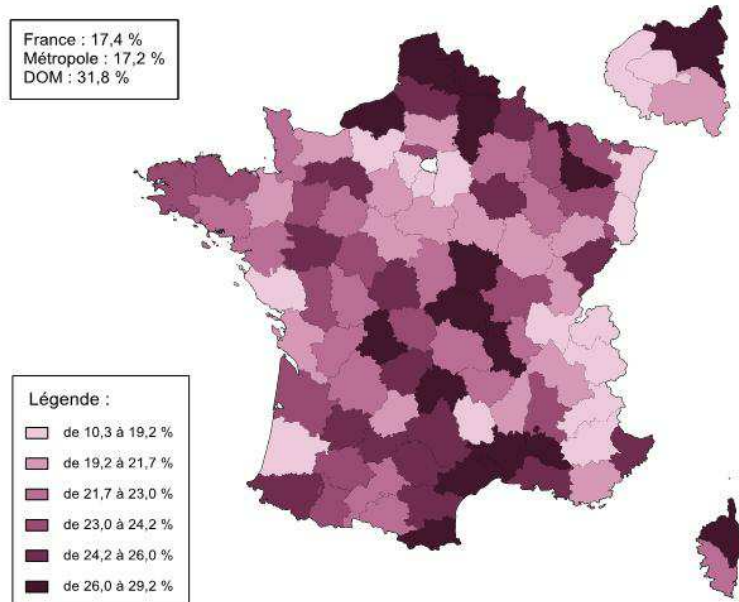 France : 17,4 %
Métropole : 17,2 %
DOM : 31,8 %
Légende :
de 10,3 à 19,2 %
de 19,2 à 21,7 %
de 21,7 à 23,0 %
de 23,0 à 24,2 %
de 24,2 à 26,0 %
de 26,0 à 29,2 %